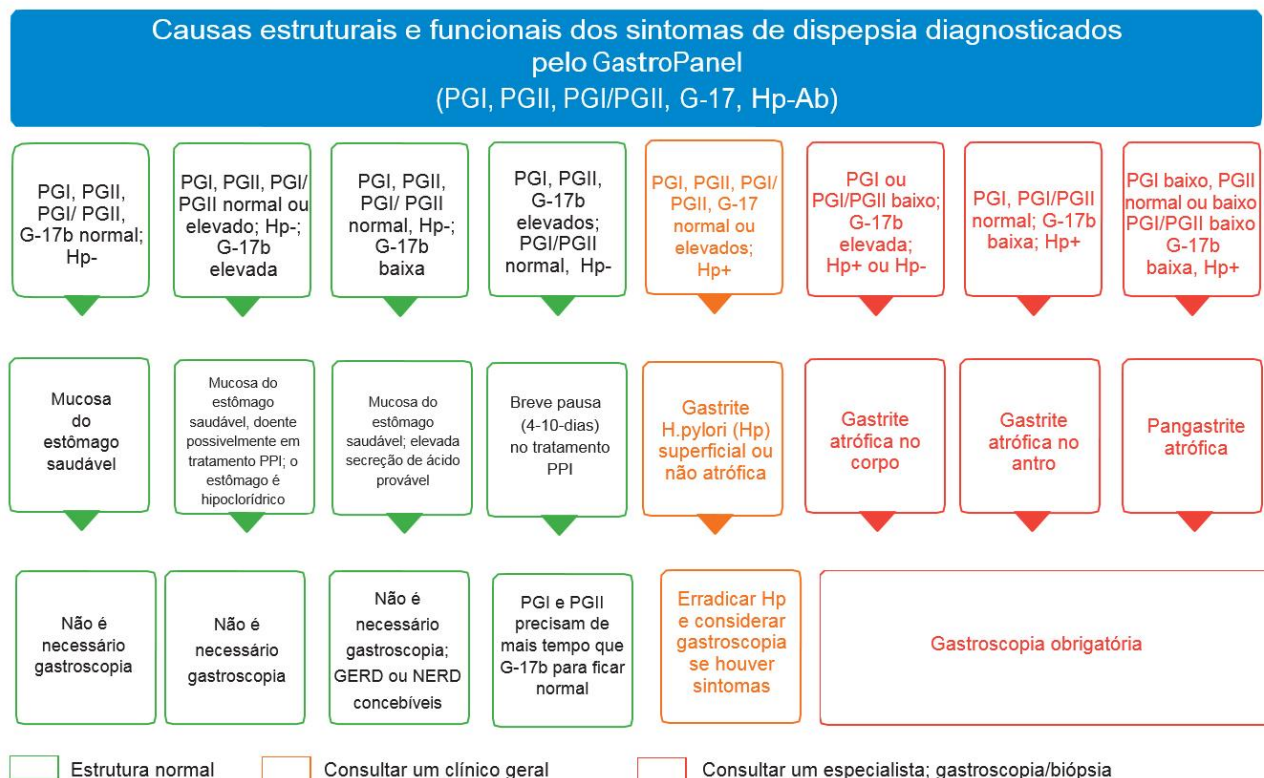 Causas estruturais e funcionais dos sintomas de dispepsia diagnosticados
pelo GastroPanel
(PGI, PGII, PGI/PGII, G-17, Hp-Ab)
PGI, PGII,
PGI/ PGII,
G-17b normal;
Hp-
PGI, PGII, PGI/
PGII normal ou
elevado; Hp-;
G-17b
elevada
PGI, PGII,
PGI/ PGII
normal, Hp-;
G-17b
baixa
PGI, PGII,
G-17b
elevados;
PGI/PGII
normal, Hp-
PGI, PGII, PGI/
PGII, G-17
normal ou
elevados;
Hp+
PGI ou
PGI/PGII baixo;
G-17b
elevada;
Hp+ ou Hp-
PGI, PGI/PGII
normal; G-17b
baixa; Hp+
PGI baixo, PGII
normal ou baixo
PGI/PGII baixo
G-17b
baixa, Hp+
Mucosa
do
estômago
saudável
Mucosa do
estômago
saudável, doente
possivelmente em
tratamento PPI; o
estômago é
hipoclorídrico
Mucosa do
estômago
saudável; elevada
secreção de ácido
provável
Breve pausa
(4-10-dias)
no tratamento
PPI
Gastrite
H.pylori (Hp)
superficial ou
não atrófica
Gastrite
atrófica no
corpo
Gastrite
atrófica no
antro
Pangastrite
atrófica
Não é
necessário
gastroscopia
Não é
necessário
gastroscopia
Não é
necessário
gastroscopia;
GERD ou NERD
concebíveis
PGI e PGII
precisam de
mais tempo que
G-17b para ficar
normal
Erradicar Hp
e considerar
gastroscopia
se houver
sintomas
Gastroscopia obrigatória
Estrutura normal
Consultar um clínico geral
Consultar um especialista; gastroscopia/biópsia